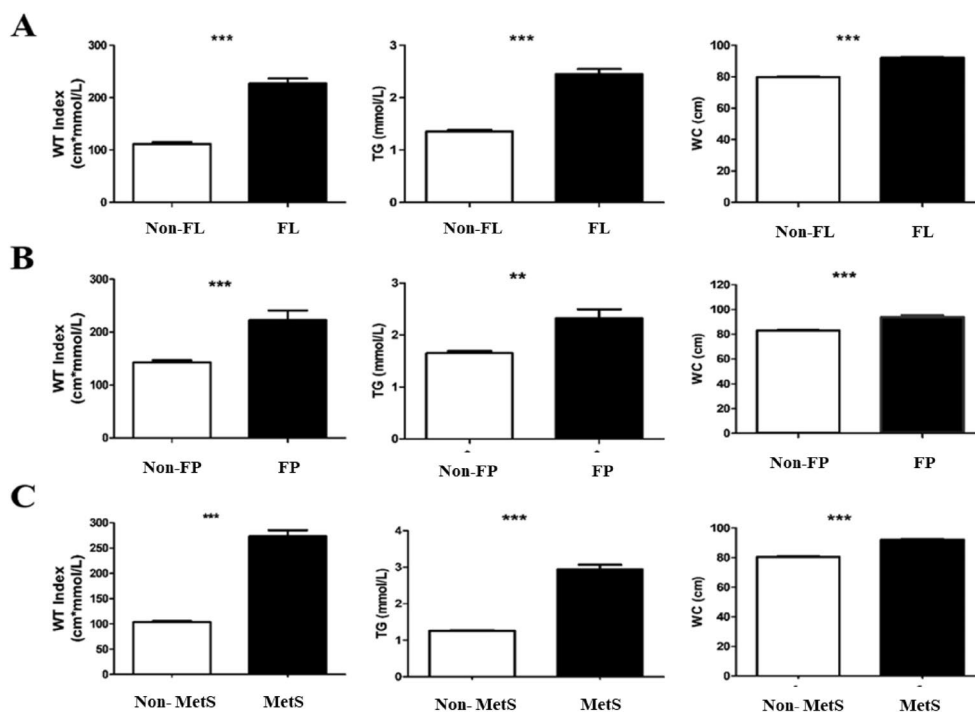 A
***
WT Index
(cm*mmol/L)
300
200
100
0
Non-FL FL
***
TG (mmol/L)
3
2
1
0
Non-FL FL
***
WC (cm)
100
80
60
40
20
0
Non-FL FL
B
***
WT Index
(cm*mmol/L)
300
200
100
0
Non-FP FP
**
TG (mmol/L)
3
2
1
0
Non-FP FP
***
WC (cm)
120
100
80
60
40
20
0
Non-FP FP
C
***
WT Index
(cm*mmol/L)
300
250
200
150
100
50
0
Non- MetS MetS
***
TG (mmol/L)
4
3
2
1
0
Non- MetS MetS
***
WC (cm)
100
80
60
40
20
0
Non- MetS MetS